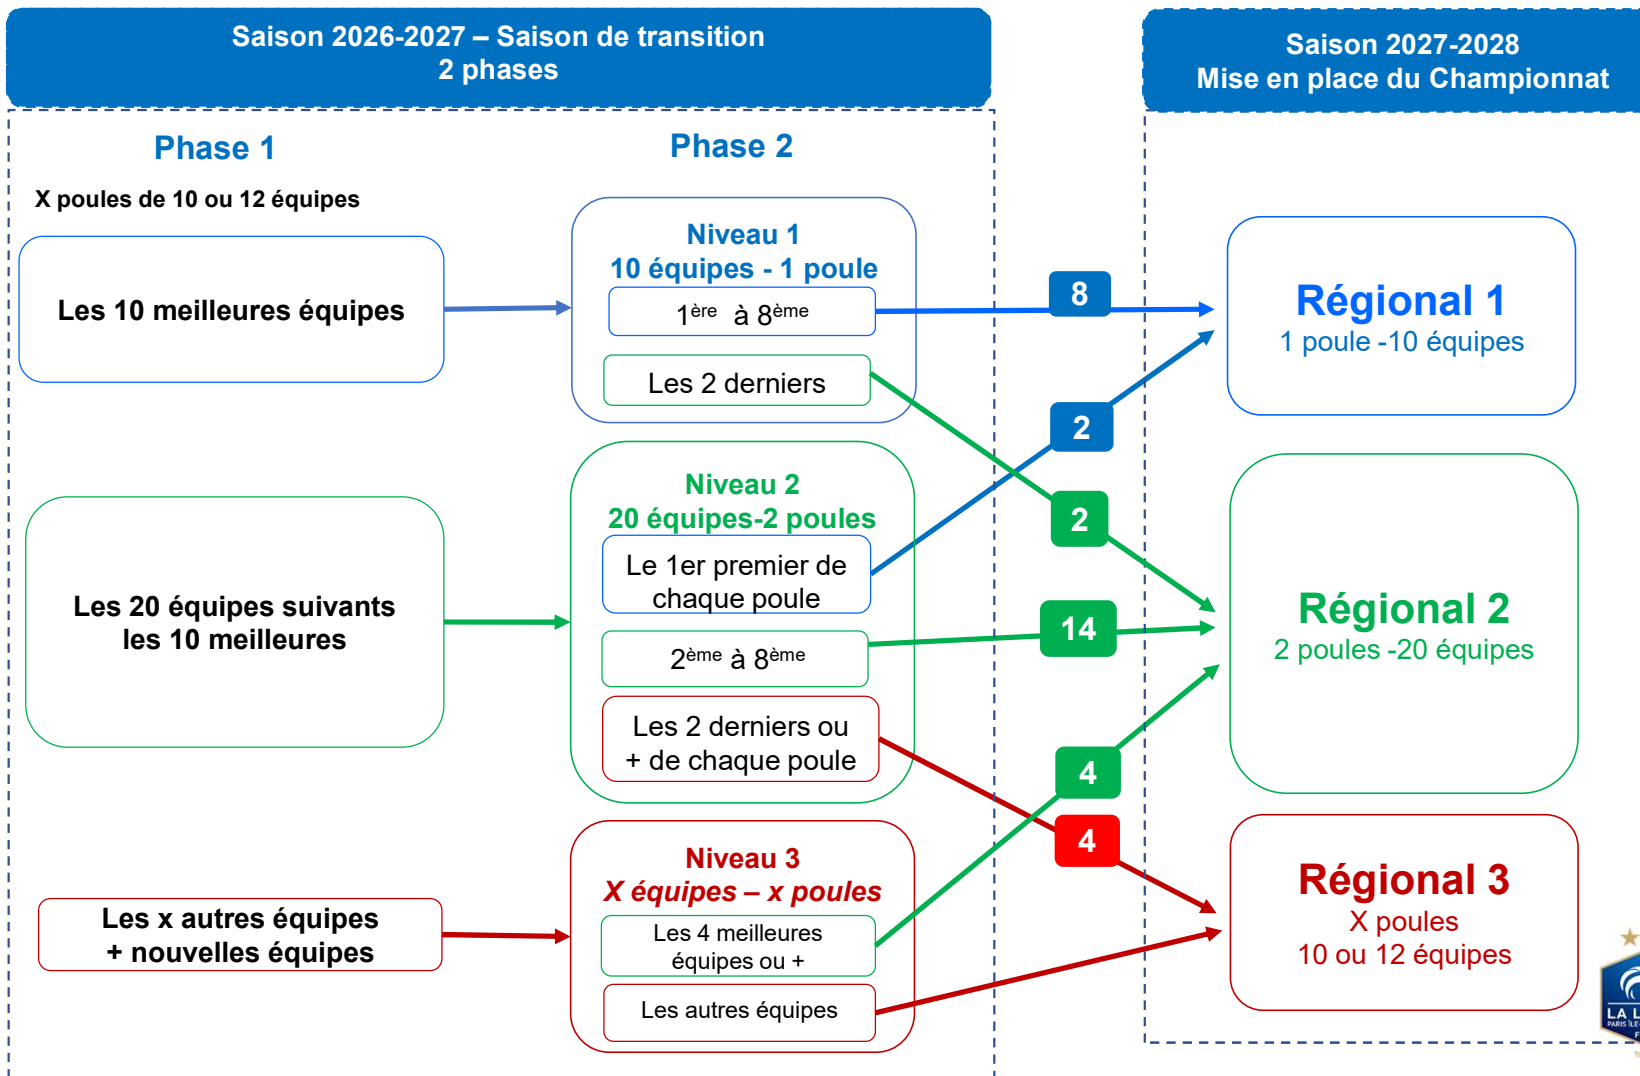 Saison 2026-2027 – Saison de transition
2 phases
Saison 2027-2028
Mise en place du Championnat
Phase 1
Phase 2
X poules de 10 ou 12 équipes
Les 10 meilleures équipes
Niveau 1
10 équipes - 1 poule
1ère à 8ème
Les 2 derniers
8
2
Régional 1
1 poule -10 équipes
Les 20 équipes suivants
les 10 meilleures
Niveau 2
20 équipes-2 poules
Le 1er premier de
chaque poule
2ème à 8ème
Les 2 derniers ou
+ de chaque poule
2
14
4
Régional 2
2 poules -20 équipes
Les x autres équipes
+ nouvelles équipes
Niveau 3
X équipes – x poules
Les 4 meilleures
équipes ou +
Les autres équipes
4
Régional 3
X poules
10 ou 12 équipes
LA L